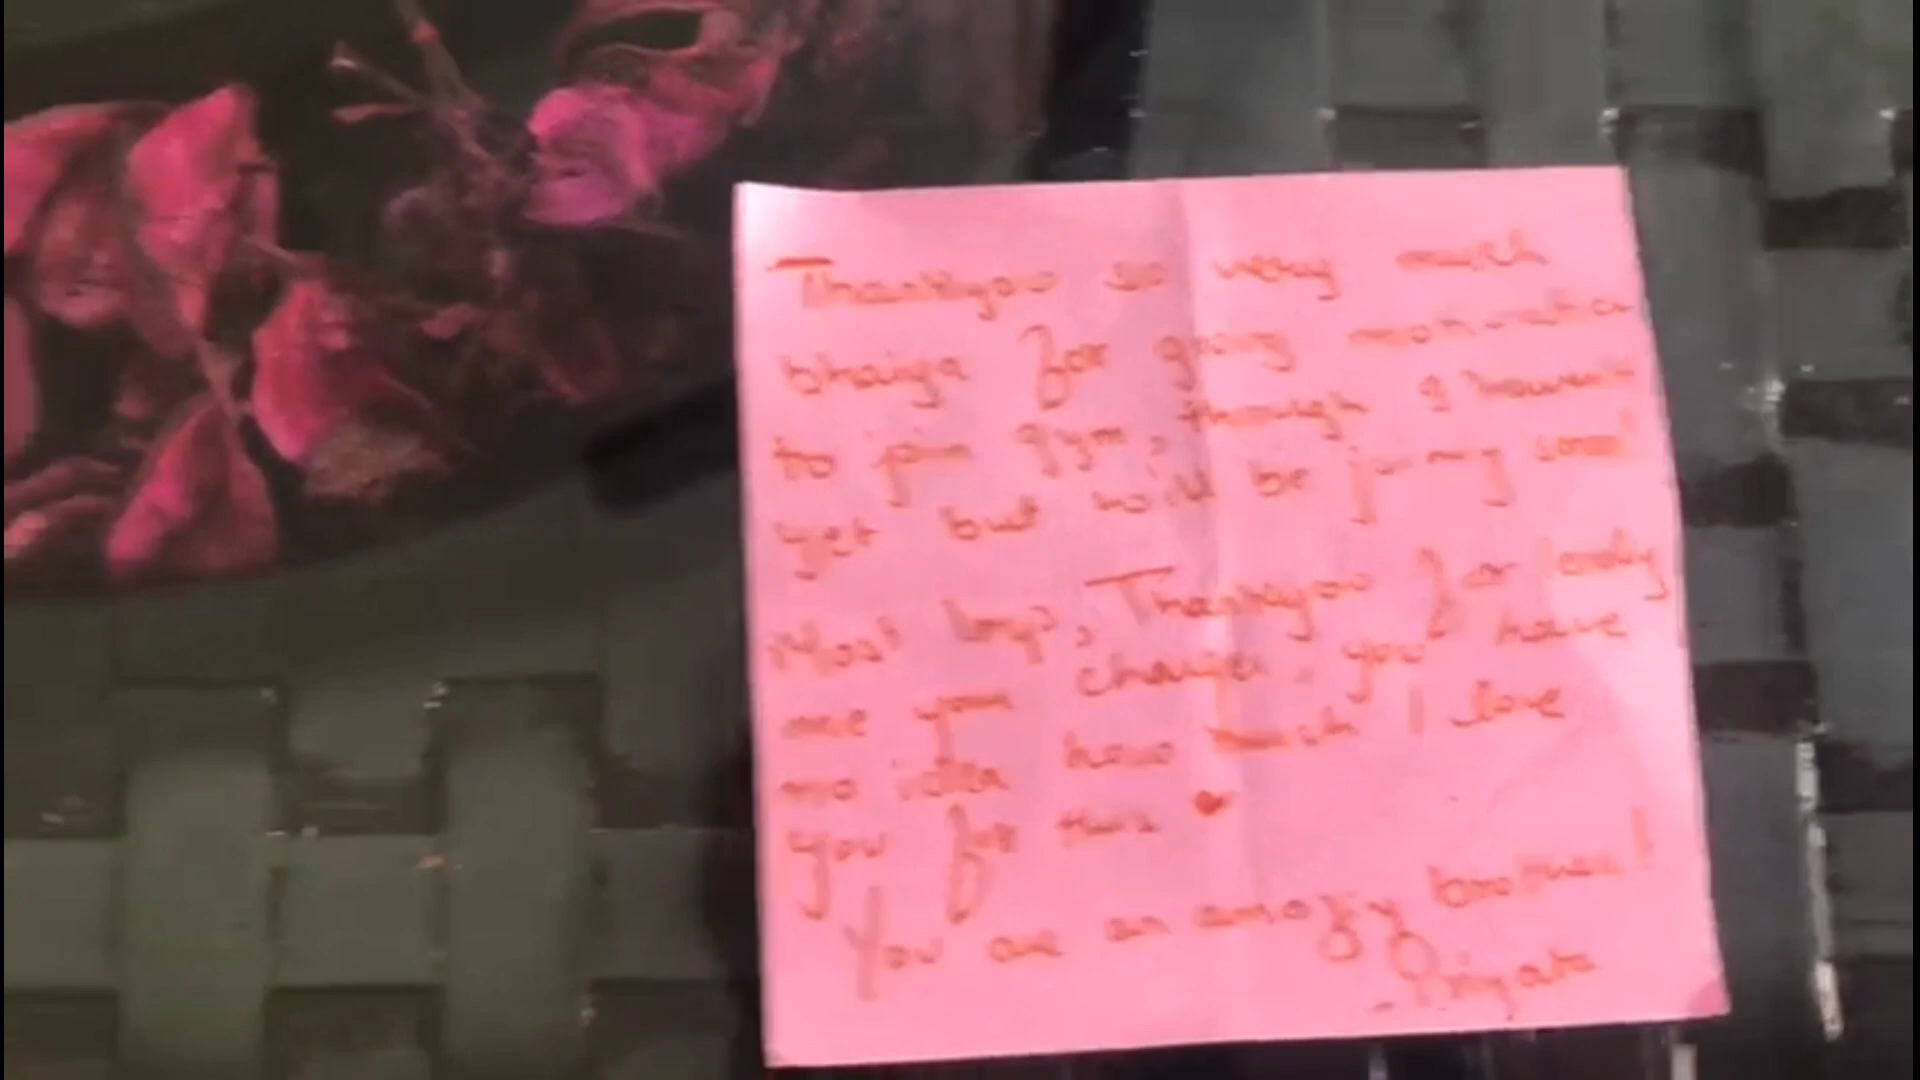 Thankyou so very much
bhaiya for giving motivation
to join gym, though I haven't
yet but will be joining soon!
Most imp, Thankyou for
me your charger, you have
no idea how much I love
you for this ♥
You are an amazing brother!